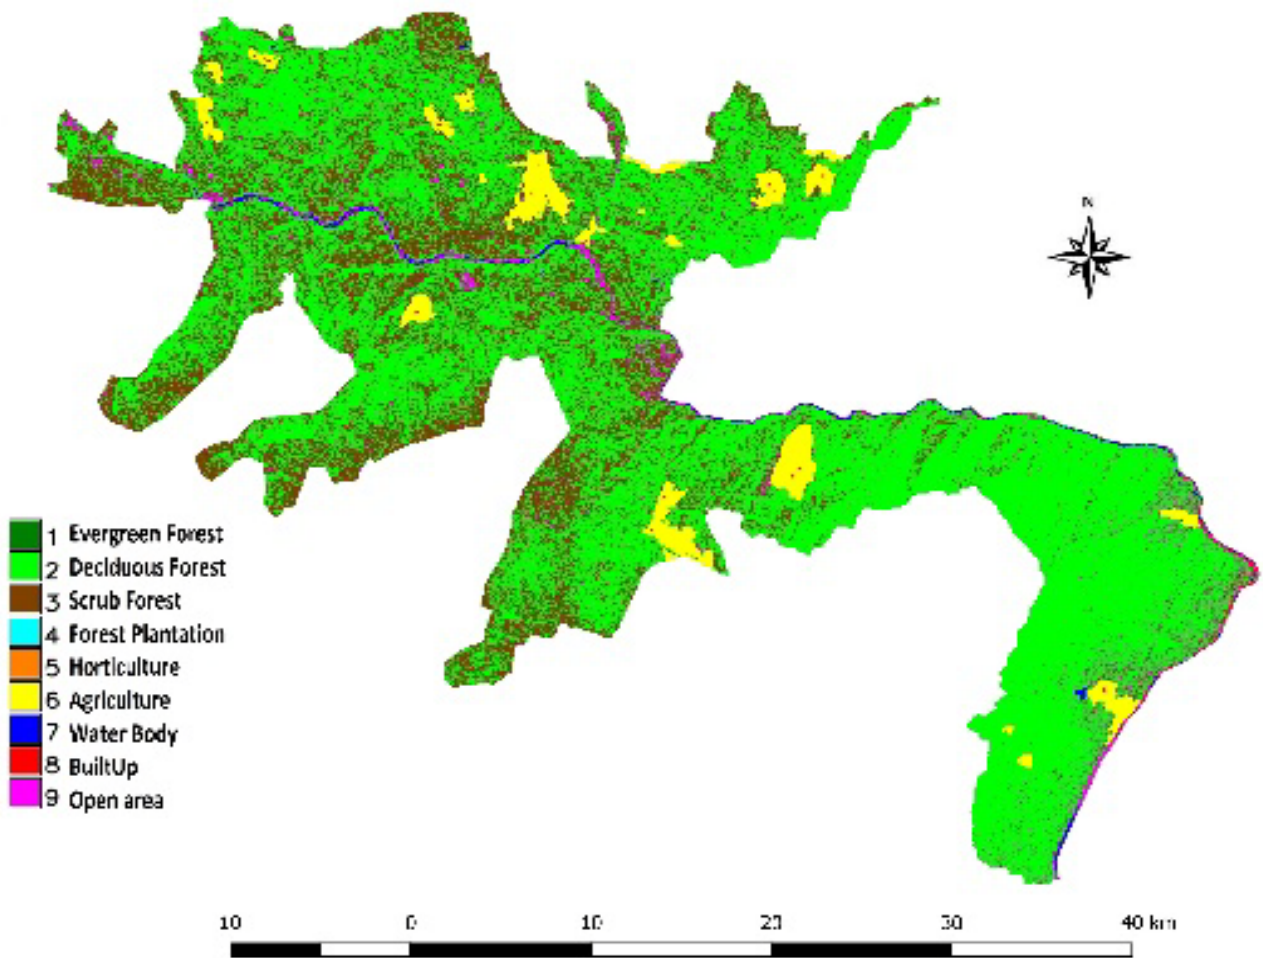 N
1 Evergreen Forest
2 Deciduous Forest
3 Scrub Forest
4 Forest Plantation
5 Horticulture
6 Agriculture
7 Water Body
8 BuiltUp
9 Open area
10 0 10 20 30 40 km